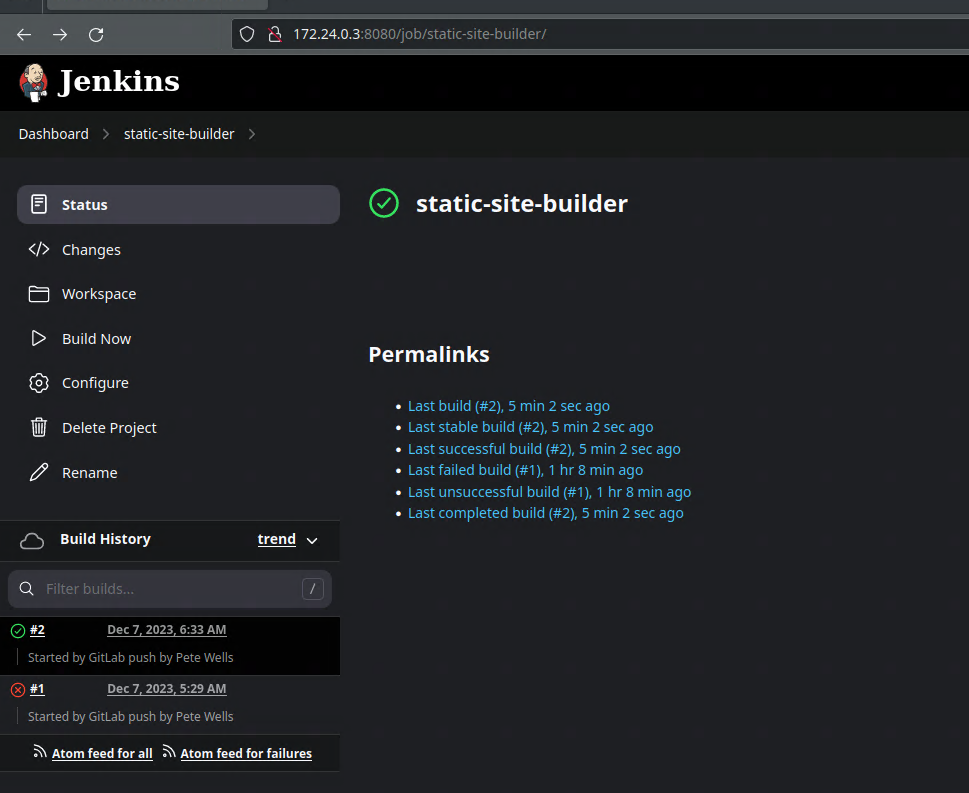 172.24.0.3:8080/job/static-site-builder/
Jenkins
Dashboard
static-site-builder
Status
Changes
Workspace
Build Now
Configure
Delete Project
Rename
static-site-builder
Permalinks
Last build (#2), 5 min 2 sec ago
Last stable build (#2), 5 min 2 sec ago
Last successful build (#2), 5 min 2 sec ago
Last failed build (#1), 1 hr 8 min ago
Last unsuccessful build (#1), 1 hr 8 min ago
Last completed build (#2), 5 min 2 sec ago
Build History trend
Filter builds... /
#2 Dec 7, 2023, 6:33 AM
Started by GitLab push by Pete Wells
#1 Dec 7, 2023, 5:29 AM
Started by GitLab push by Pete Wells
Atom feed for all Atom feed for failures